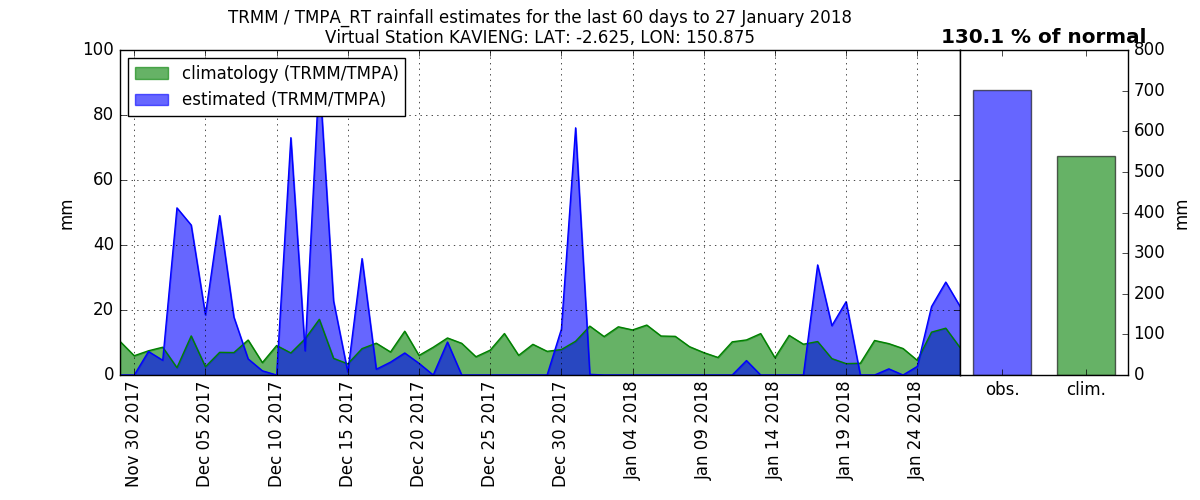 TRMM / TMPA_RT rainfall estimates for the last 60 days to 27 January 2018
Virtual Station KAVIENG: LAT: -2.625, LON: 150.875
130.1 % of normal
climatology (TRMM/TMPA)
estimated (TRMM/TMPA)
100
80
60
40
20
0
mm
Nov 30 2017
Dec 05 2017
Dec 10 2017
Dec 15 2017
Dec 20 2017
Dec 25 2017
Dec 30 2017
Jan 04 2018
Jan 09 2018
Jan 14 2018
Jan 19 2018
Jan 24 2018
obs.
clim.
800
700
600
500
400
300
200
100
0
mm